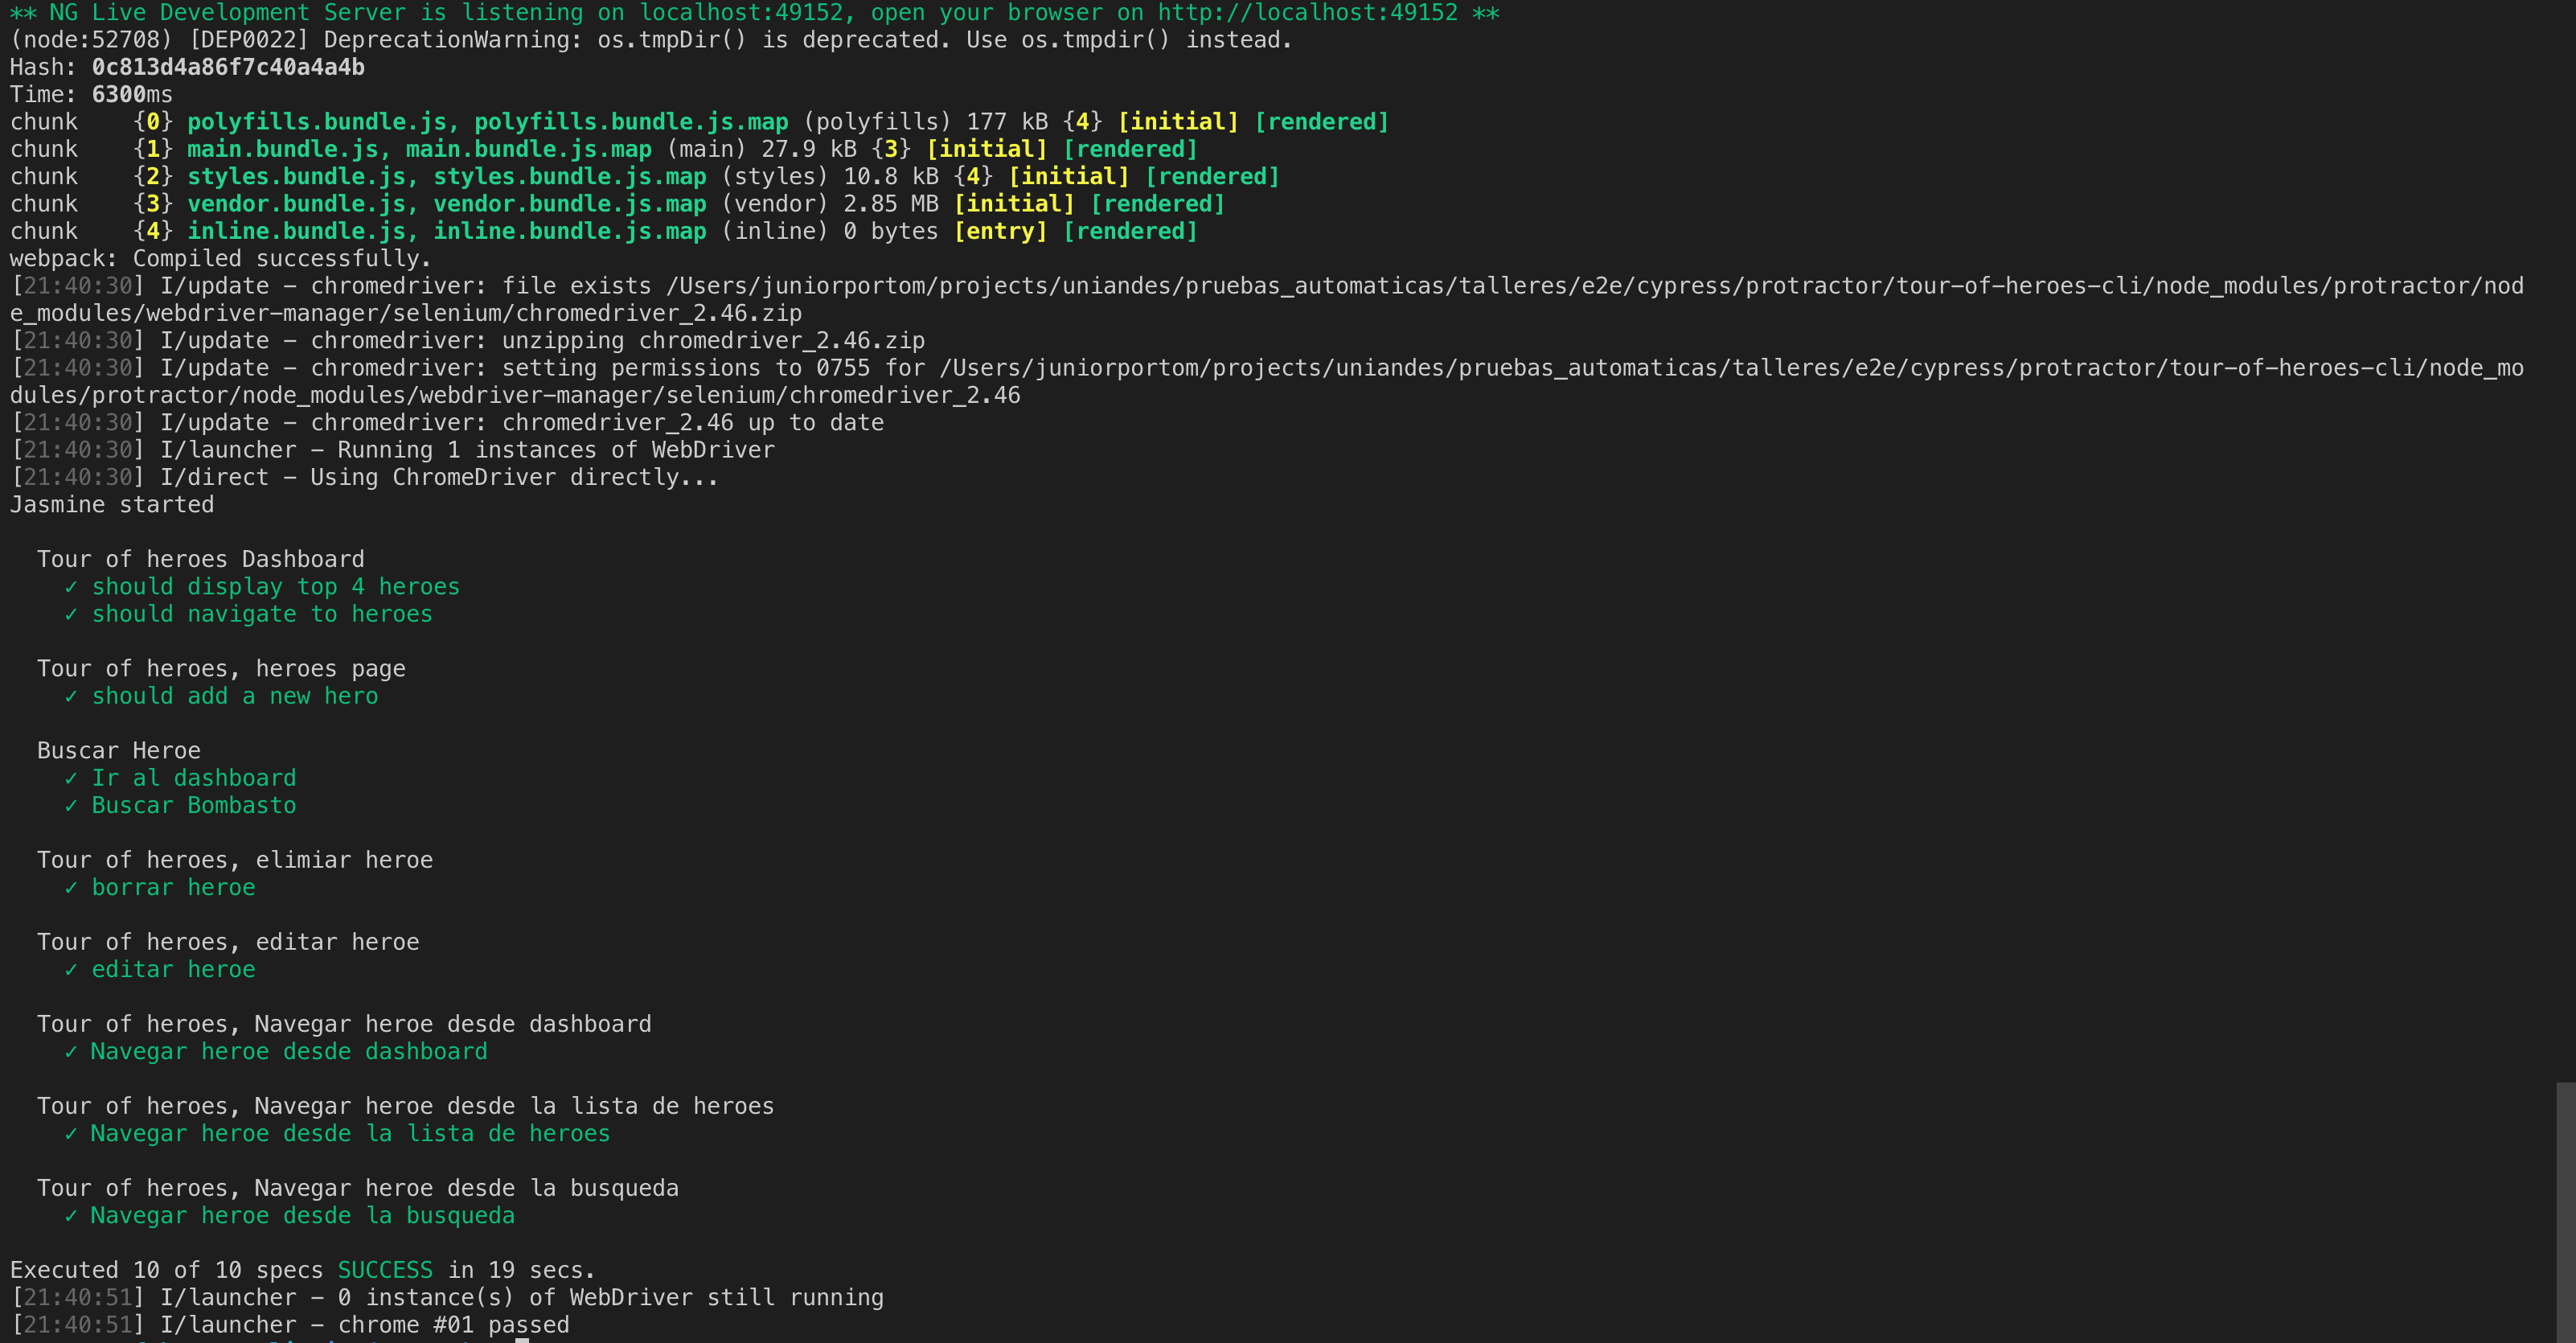 ** NG Live Development Server is listening on localhost:49152, open your browser on http://localhost:49152 **
(node:52708) [DEP0022] DeprecationWarning: os.tmpDir() is deprecated. Use os.tmpdir() instead.
Hash: 0c813d4a86f7c40a4a4b
Time: 6300ms
chunk    {0} polyfills.bundle.js, polyfills.bundle.js.map (polyfills) 177 kB {4} [initial] [rendered]
chunk    {1} main.bundle.js, main.bundle.js.map (main) 27.9 kB {3} [initial] [rendered]
chunk    {2} styles.bundle.js, styles.bundle.js.map (styles) 10.8 kB {4} [initial] [rendered]
chunk    {3} vendor.bundle.js, vendor.bundle.js.map (vendor) 2.85 MB [initial] [rendered]
chunk    {4} inline.bundle.js, inline.bundle.js.map (inline) 0 bytes [entry] [rendered]
webpack: Compiled successfully.
[21:40:30] I/update - chromedriver: file exists /Users/juniorportom/projects/uniandes/pruebas_automaticas/talleres/e2e/cypress/protractor/tour-of-heroes-cli/node_modules/protractor/nod
e_modules/webdriver-manager/selenium/chromedriver_2.46.zip
[21:40:30] I/update - chromedriver: unzipping chromedriver_2.46.zip
[21:40:30] I/update - chromedriver: setting permissions to 0755 for /Users/juniorportom/projects/uniandes/pruebas_automaticas/talleres/e2e/cypress/protractor/tour-of-heroes-cli/node_mo
dules/protractor/node_modules/webdriver-manager/selenium/chromedriver_2.46
[21:40:30] I/update - chromedriver: chromedriver_2.46 up to date
[21:40:30] I/launcher - Running 1 instances of WebDriver
[21:40:30] I/direct - Using ChromeDriver directly...
Jasmine started
Tour of heroes Dashboard
✓ should display top 4 heroes
✓ should navigate to heroes
Tour of heroes, heroes page
✓ should add a new hero
Buscar Heroe
✓ Ir al dashboard
✓ Buscar Bombasto
Tour of heroes, elimiar heroe
✓ borrar heroe
Tour of heroes, editar heroe
✓ editar heroe
Tour of heroes, Navegar heroe desde dashboard
✓ Navegar heroe desde dashboard
Tour of heroes, Navegar heroe desde la lista de heroes
✓ Navegar heroe desde la lista de heroes
Tour of heroes, Navegar heroe desde la busqueda
✓ Navegar heroe desde la busqueda
Executed 10 of 10 specs SUCCESS in 19 secs.
[21:40:51] I/launcher - 0 instance(s) of WebDriver still running
[21:40:51] I/launcher - chrome #01 passed